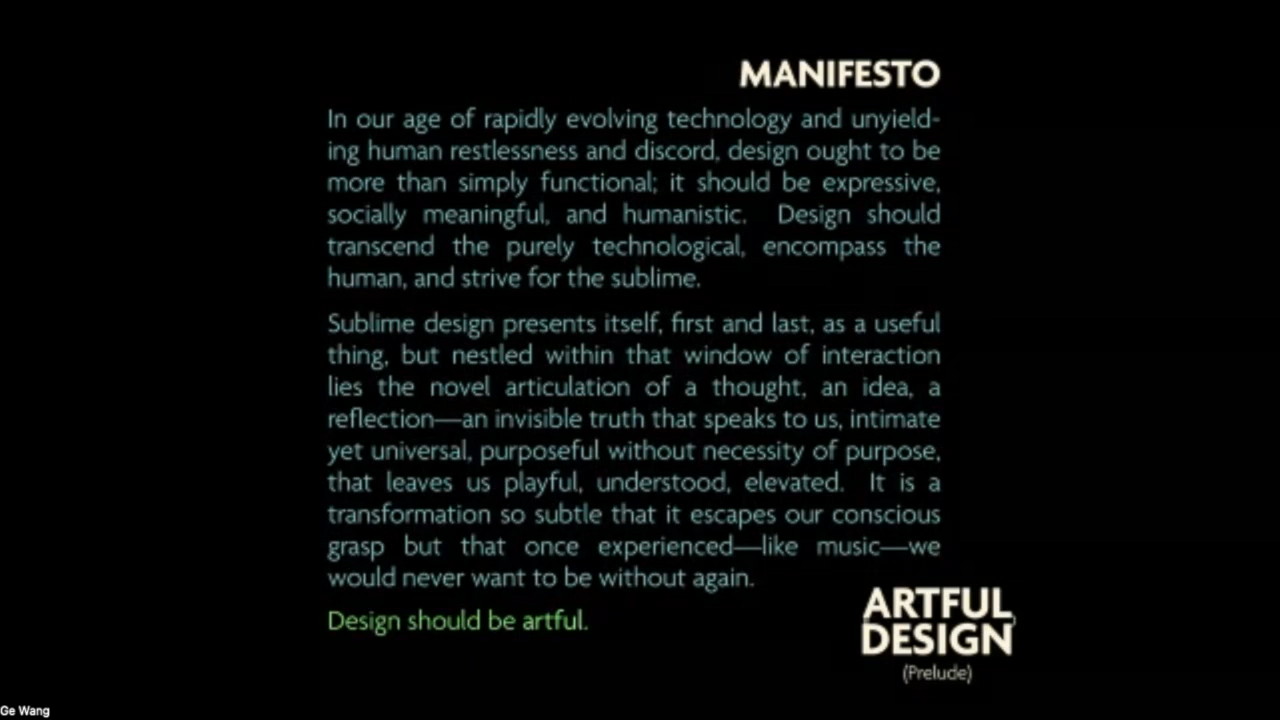 MANIFESTO
In our age of rapidly evolving technology and unyield-
ing human restlessness and discord, design ought to be
more than simply functional; it should be expressive,
socially meaningful, and humanistic. Design should
transcend the purely technological, encompass the
human, and strive for the sublime.
Sublime design presents itself, first and last, as a useful
thing, but nestled within that window of interaction
lies the novel articulation of a thought, an idea, a
reflection—an invisible truth that speaks to us, intimate
yet universal, purposeful without necessity of purpose,
that leaves us playful, understood, elevated. It is a
transformation so subtle that it escapes our conscious
grasp but that once experienced—like music—we
would never want to be without again.
Design should be artful.
ARTFUL
DESIGN
(Prelude)
Ge Wang